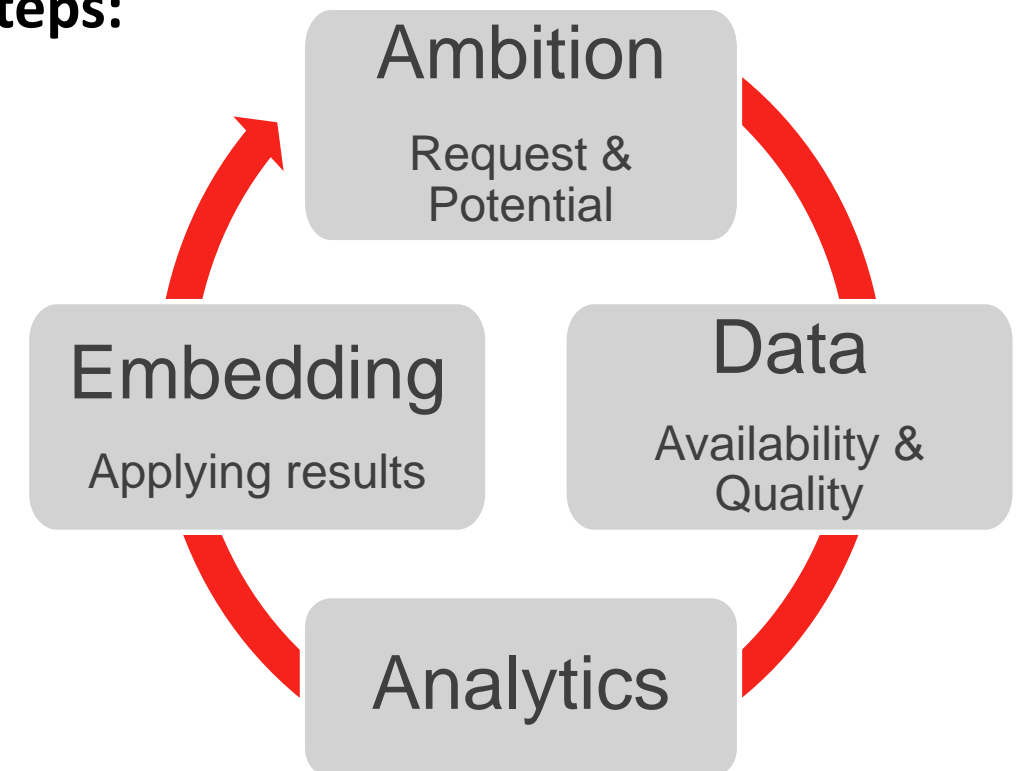 teps:
Ambition
Request &
Potential
Data
Availability &
Quality
Analytics
Embedding
Applying results